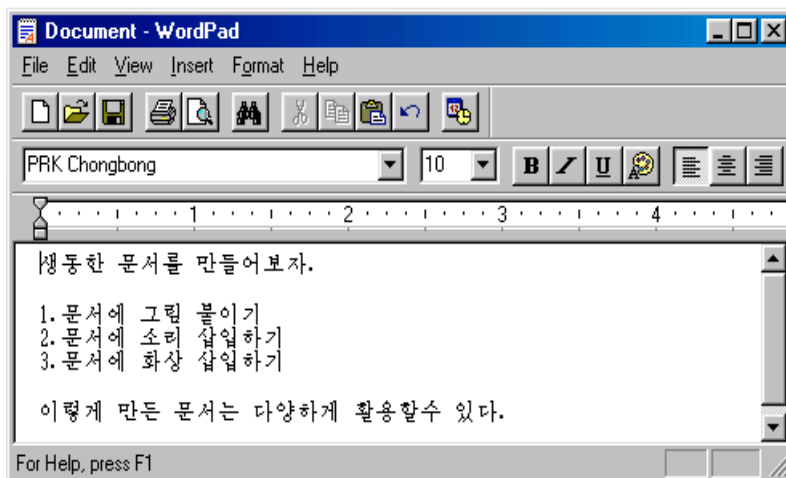 Document - WordPad
File Edit View Insert Format Help
PRK Chongbong 10 B I U
1 2 3 4
생동한 문서를 만들어보자.
1.문서에 그림 붙이기
2.문서에 소리 삽입하기
3.문서에 화상 삽입하기
이렇게 만든 문서는 다양하게 활용할수 있다.
For Help, press F1